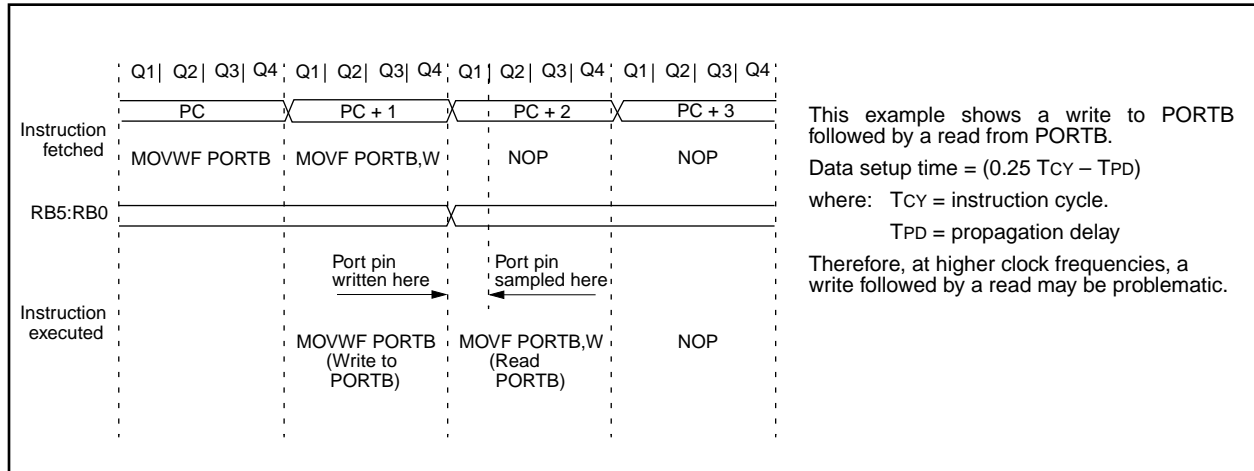 Q1| Q2| Q3| Q4 Q1| Q2| Q3| Q4 Q1| Q2| Q3| Q4 Q1| Q2| Q3| Q4
PC PC + 1 PC + 2 PC + 3
Instruction
fetched
MOVWF PORTB MOVF PORTB,W NOP NOP
RB5:RB0
Port pin
written here
Port pin
sampled here
Instruction
executed
MOVWF PORTB
(Write to
PORTB)
MOVF PORTB,W
(Read
PORTB)
NOP
This example shows a write to PORTB
followed by a read from PORTB.
Data setup time = (0.25 TCY – TPD)
where: TCY = instruction cycle.
TPD = propagation delay
Therefore, at higher clock frequencies, a
write followed by a read may be problematic.